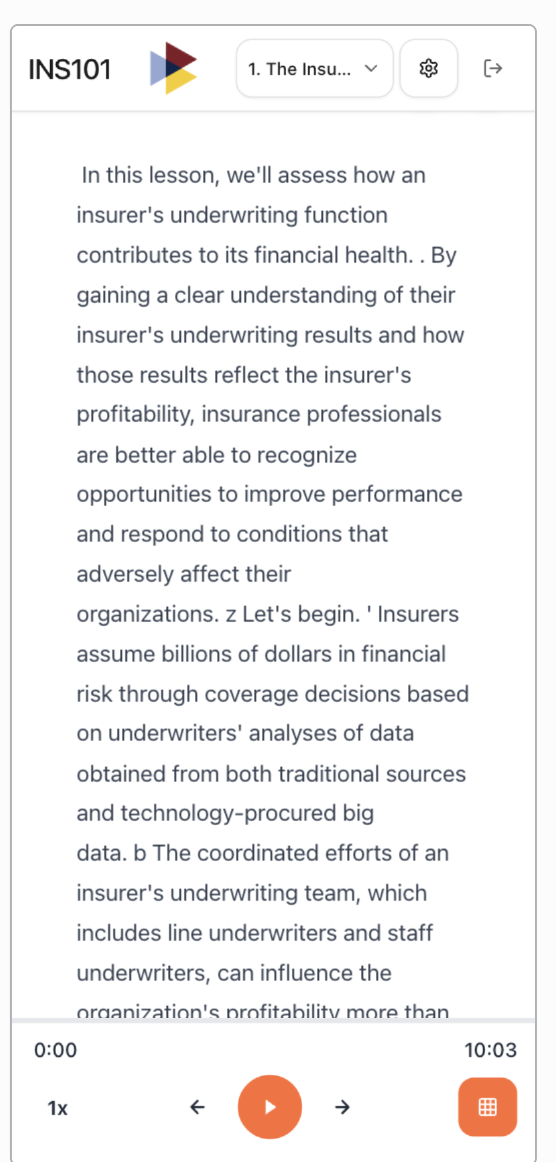 INS101
1. The Insu...
In this lesson, we'll assess how an
insurer's underwriting function
contributes to its financial health. . By
gaining a clear understanding of their
insurer's underwriting results and how
those results reflect the insurer's
profitability, insurance professionals
are better able to recognize
opportunities to improve performance
and respond to conditions that
adversely affect their
organizations. z Let's begin. ' Insurers
assume billions of dollars in financial
risk through coverage decisions based
on underwriters' analyses of data
obtained from both traditional sources
and technology-procured big
data. b The coordinated efforts of an
insurer's underwriting team, which
includes line underwriters and staff
underwriters, can influence the
organization's profitability more than
0:00
10:03
1x